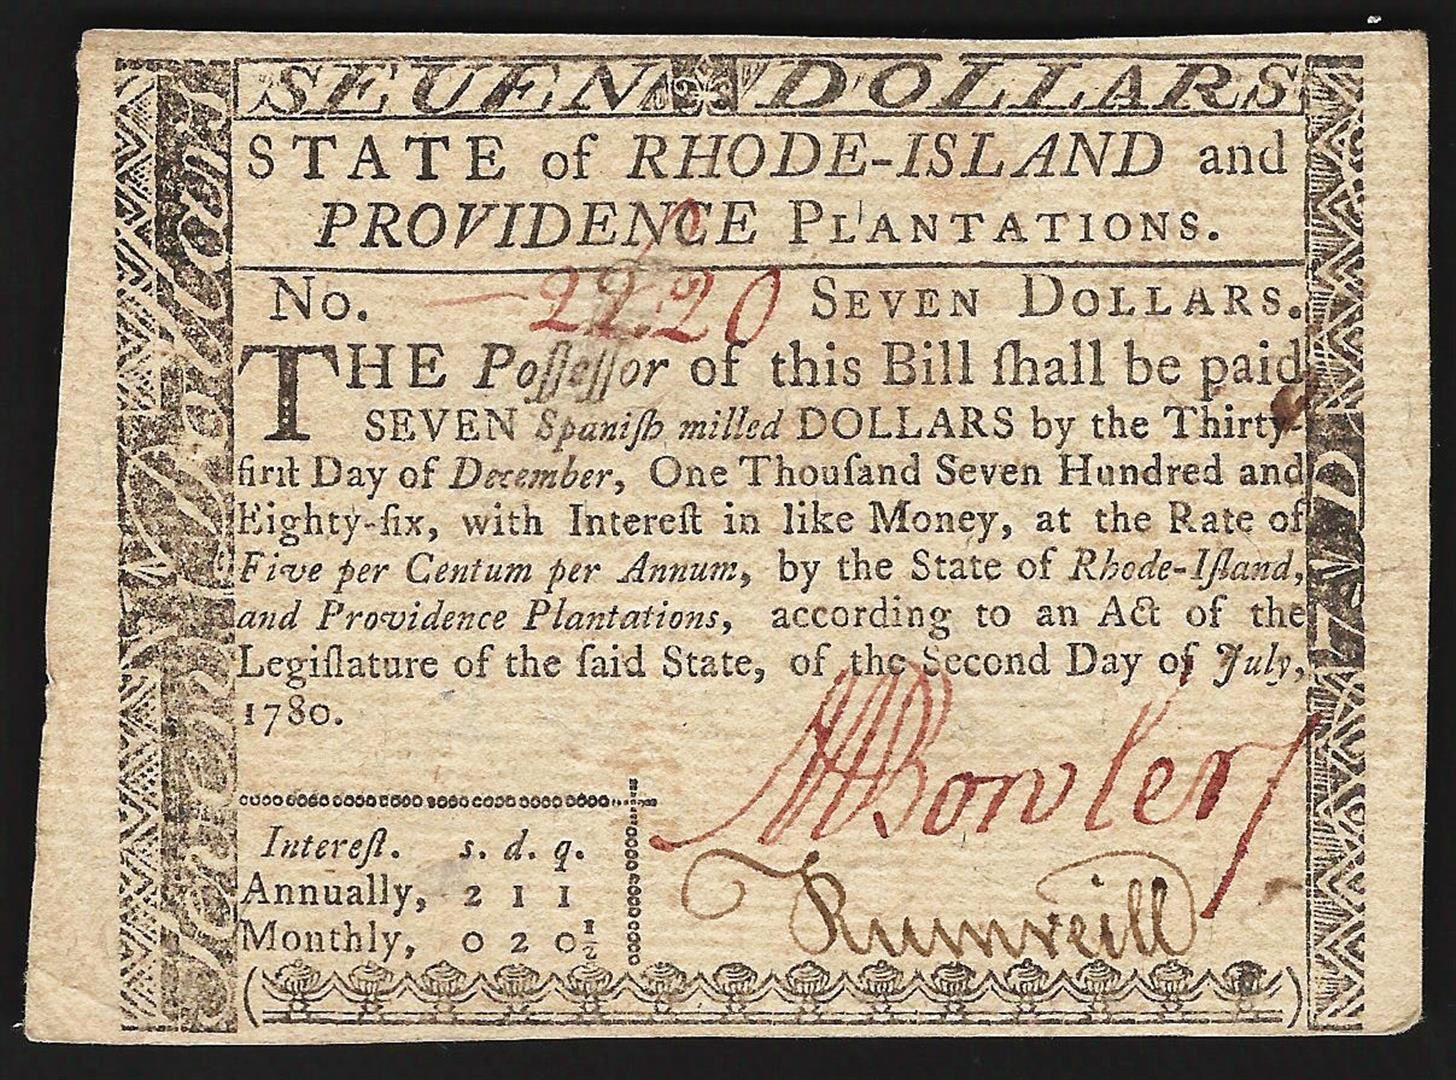 SEVEN DOLLARS
STATE of RHODE-ISLAND and
PROVIDENCE PLANTATIONS.
No. 2220 SEVEN DOLLARS.
THE Poſſeſſor of this Bill ſhall be paid
SEVEN Spaniſh milled DOLLARS by the Thirty-
firſt Day of December, One Thouſand Seven Hundred and
Eighty-ſix, with Intereſt in like Money, at the Rate of
Five per Centum per Annum, by the State of Rhode-Iſland,
and Providence Plantations, according to an Act of the
Legiſlature of the ſaid State, of the Second Day of July,
1780.
Intereſt. s. d. q.
Annually, 2 1 1
Monthly, 0 2 0½
Bowler
Rumreill
Seven Dollars